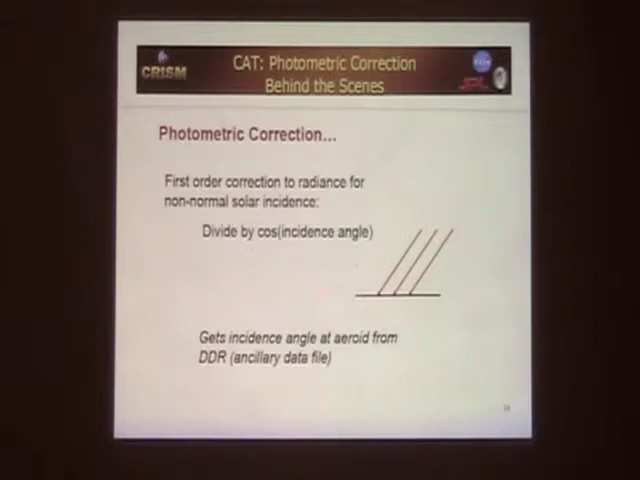 CRISM
CAT: Photometric Correction
Behind the Scenes
Photometric Correction...
First order correction to radiance for
non-normal solar incidence:
Divide by cos(incidence angle)
Gets incidence angle at aeroid from
DDR (ancillary data file)